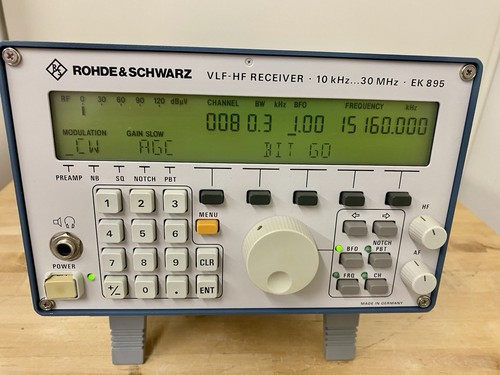 R&S ROHDE & SCHWARZ VLF-HF RECEIVER · 10 kHz...30 MHz · EK 895
RF 0 30 60 90 120 dBµV CHANNEL BW kHz BFO FREQUENCY kHz
008 0.3 1.00 15160.000
MODULATION GAIN SLOW
_CW AGC BIT GO
PREAMP NB SQ NOTCH PBT
1 2 3
MENU
4 5 6
HF
BFO NOTCH PBT
7 8 9 CLR
AF
POWER
FRQ CH
+/- 0 . ENT
MADE IN GERMANY